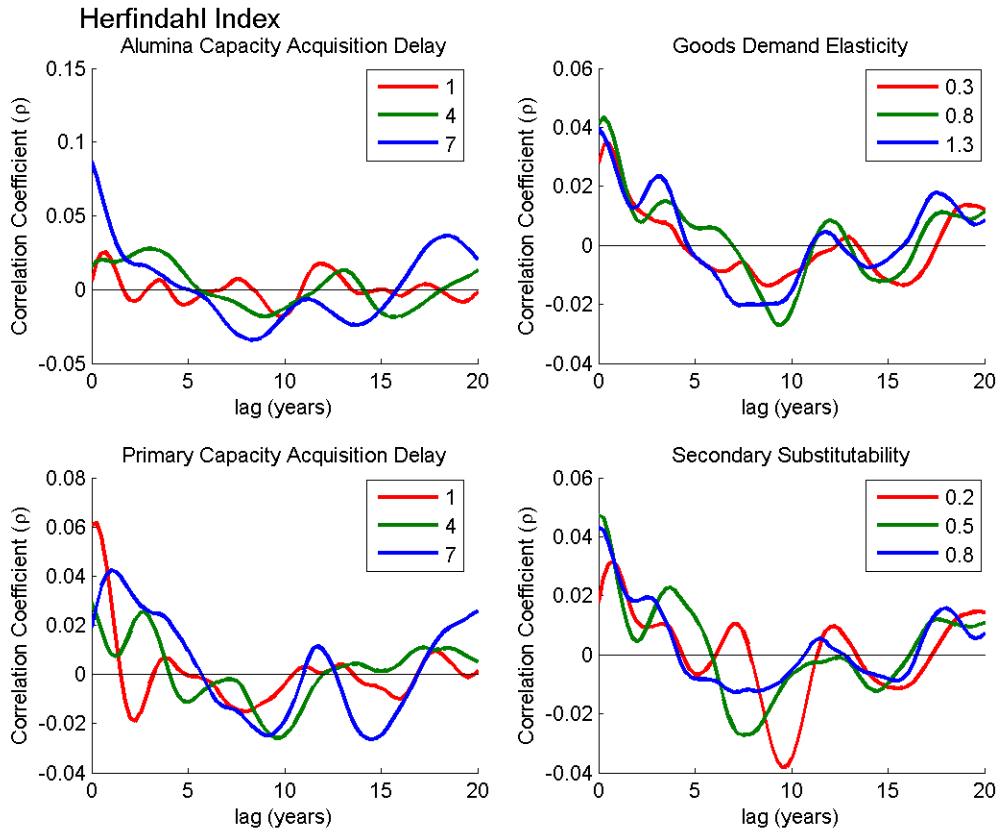 Herfindahl Index
Alumina Capacity Acquisition Delay
Correlation Coefficient (ρ)
0.15
0.1
0.05
0
-0.05
1
4
7
0 5 10 15 20
lag (years)
Goods Demand Elasticity
Correlation Coefficient (ρ)
0.06
0.04
0.02
0
-0.02
-0.04
0.3
0.8
1.3
0 5 10 15 20
lag (years)
Primary Capacity Acquisition Delay
Correlation Coefficient (ρ)
0.08
0.06
0.04
0.02
0
-0.02
-0.04
1
4
7
0 5 10 15 20
lag (years)
Secondary Substitutability
Correlation Coefficient (ρ)
0.06
0.04
0.02
0
-0.02
-0.04
0.2
0.5
0.8
0 5 10 15 20
lag (years)